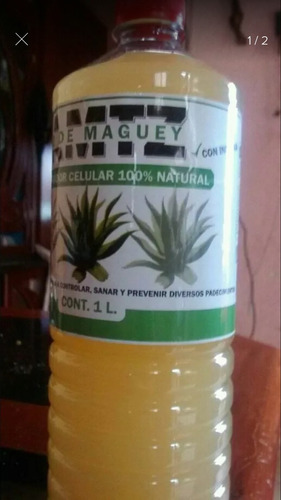 1 / 2
MTZ
DE MAGUEY
CON
CELULAR 100% NATURAL
CONTROLAR, SANAR Y PREVENIR DIVERSOS
CONT. 1 L.